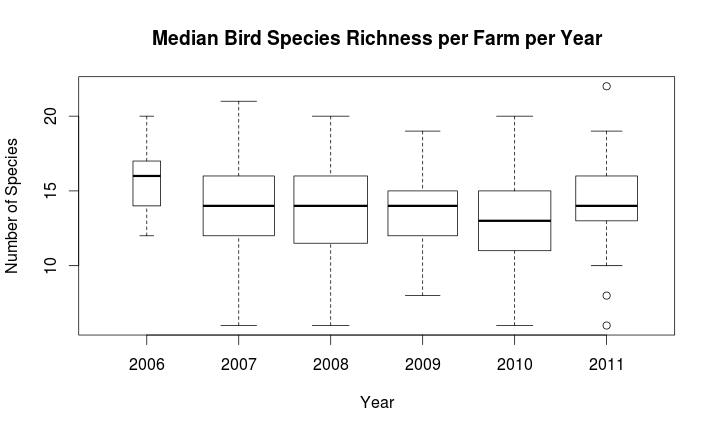 Median Bird Species Richness per Farm per Year
Number of Species
20
15
10
2006 2007 2008 2009 2010 2011
Year